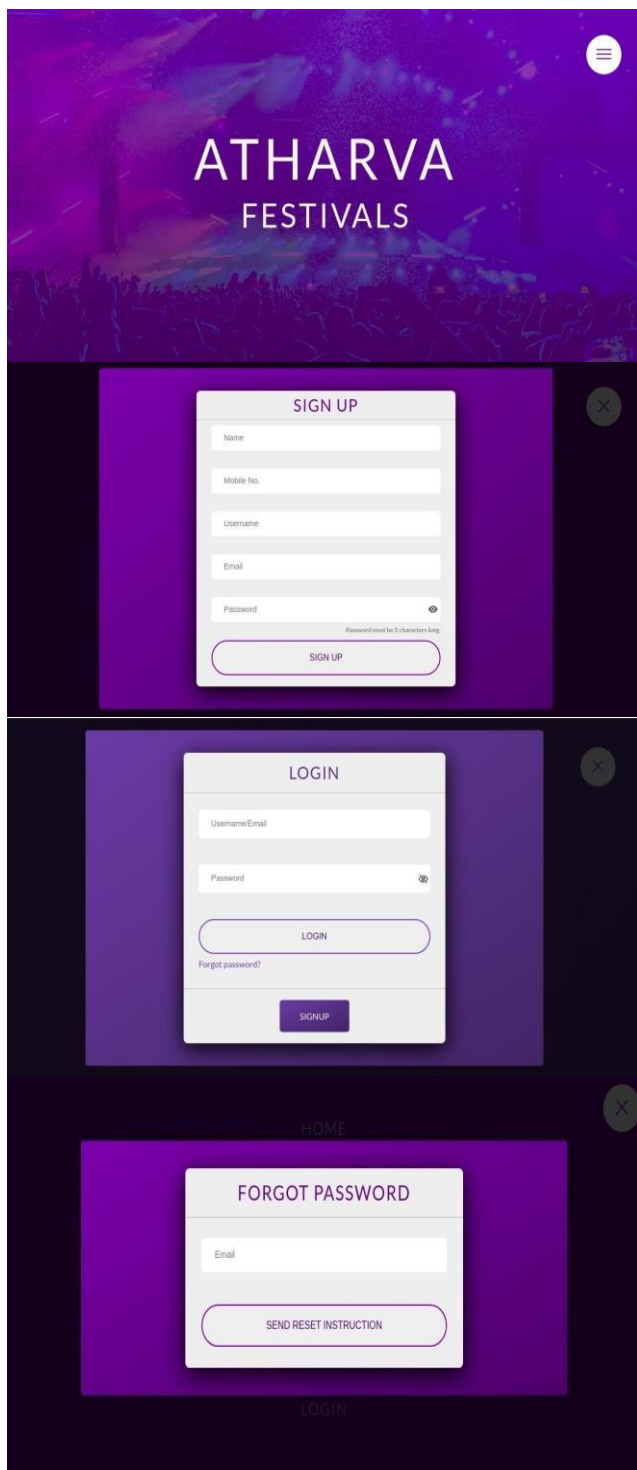 ATHARVA
FESTIVALS
SIGN UP
Name
Mobile No.
Username
Email
Password
Password must be 5 characters long
SIGN UP
LOGIN
Username/Email
Password
LOGIN
Forgot password?
SIGNUP
HOME
FORGOT PASSWORD
Email
SEND RESET INSTRUCTION
LOGIN